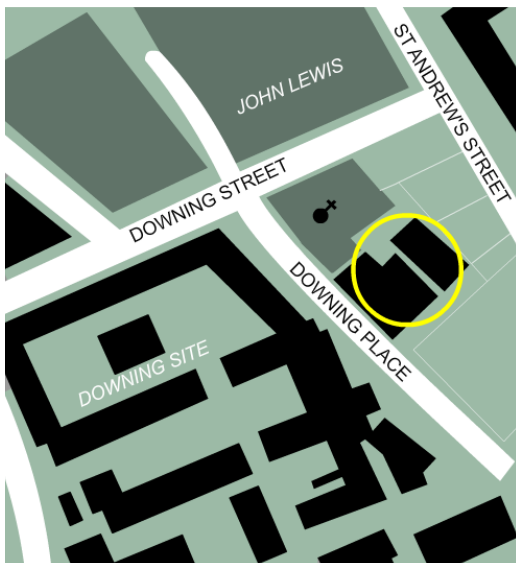 JOHN LEWIS
ST ANDREW'S STREET
DOWNING STREET
DOWNING PLACE
DOWNING SITE